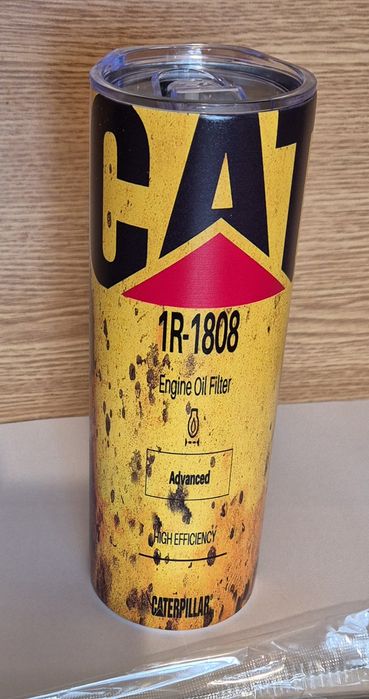 CAT
1R-1808
Engine Oil Filter
Advanced
HIGH EFFICIENCY
CATERPILLAR